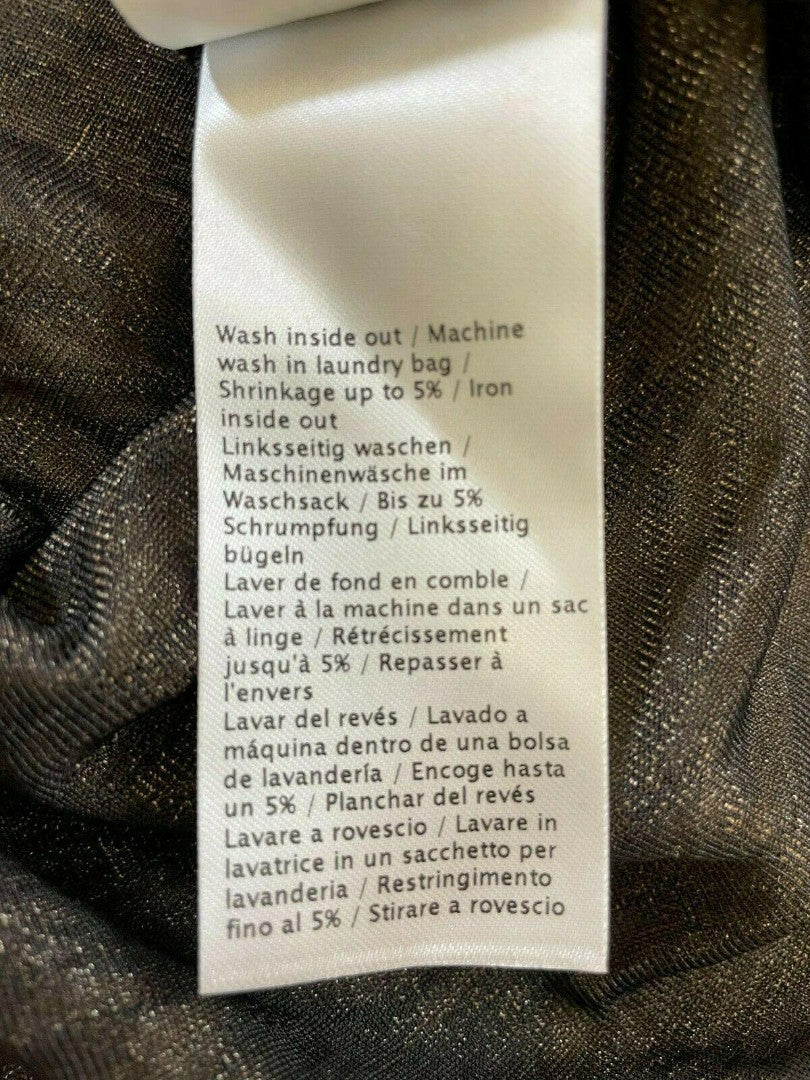 Wash inside out / Machine
wash in laundry bag /
Shrinkage up to 5% / Iron
inside out
Linksseitig waschen /
Maschinenwäsche im
Waschsack / Bis zu 5%
Schrumpfung / Linksseitig
bügeln
Laver de fond en comble /
Laver à la machine dans un sac
à linge / Rétrécissement
jusqu'à 5% / Repasser à
l'envers
Lavar del revés / Lavado a
máquina dentro de una bolsa
de lavandería / Encoge hasta
un 5% / Planchar del revés
Lavare a rovescio / Lavare in
lavatrice in un sacchetto per
lavanderia / Restringimento
fino al 5% / Stirare a rovescio